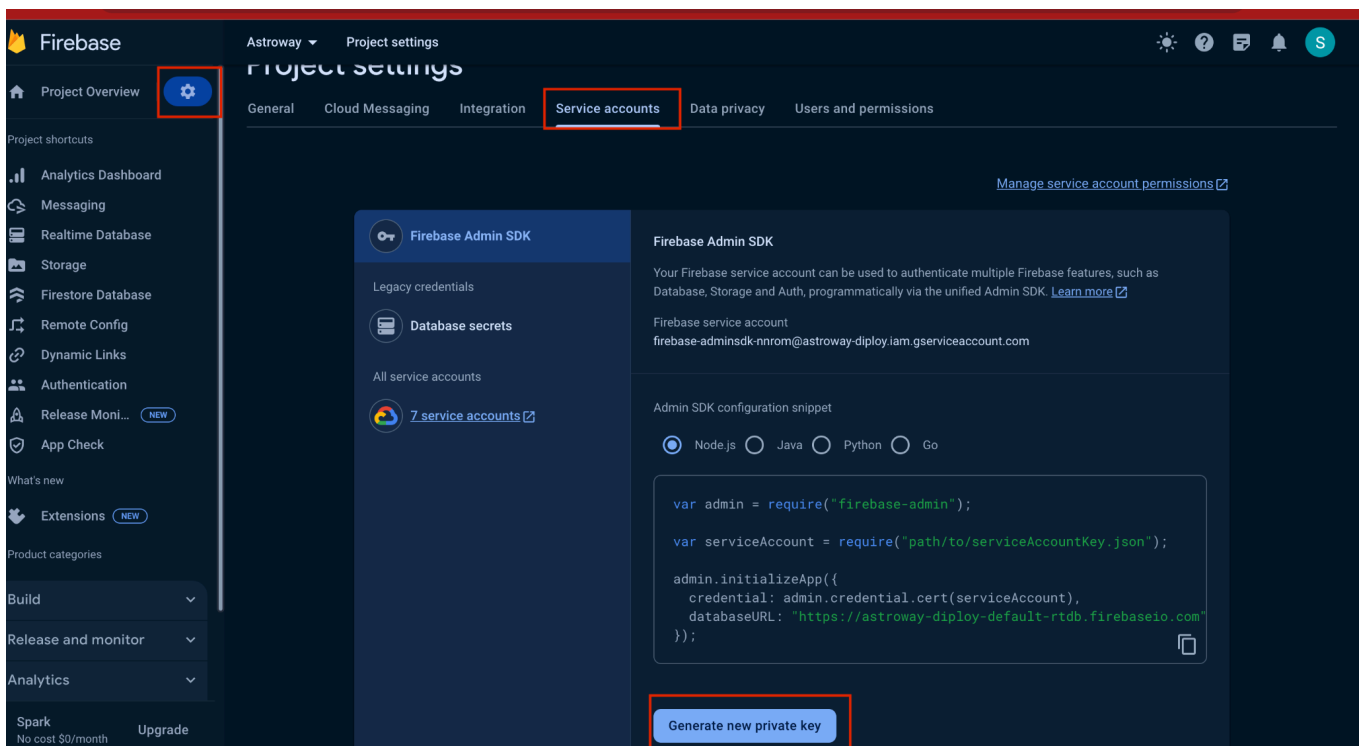 Firebase
Astroway
Project settings
S
Project settings
Project Overview
General
Cloud Messaging
Integration
Service accounts
Data privacy
Users and permissions
Project shortcuts
Analytics Dashboard
Messaging
Realtime Database
Storage
Firestore Database
Remote Config
Dynamic Links
Authentication
Release Moni... NEW
App Check
What's new
Extensions NEW
Product categories
Build
Release and monitor
Analytics
Spark
No cost $0/month
Upgrade
Manage service account permissions
Firebase Admin SDK
Legacy credentials
Database secrets
All service accounts
7 service accounts
Firebase Admin SDK
Your Firebase service account can be used to authenticate multiple Firebase features, such as
Database, Storage and Auth, programmatically via the unified Admin SDK. Learn more
Firebase service account
firebase-adminsdk-nnrom@astroway-diploy.iam.gserviceaccount.com
Admin SDK configuration snippet
Node.js Java Python Go
var admin = require("firebase-admin");
var serviceAccount = require("path/to/serviceAccountKey.json");
admin.initializeApp({
credential: admin.credential.cert(serviceAccount),
databaseURL: "https://astroway-diploy-default-rtdb.firebaseio.com"
});
Generate new private key